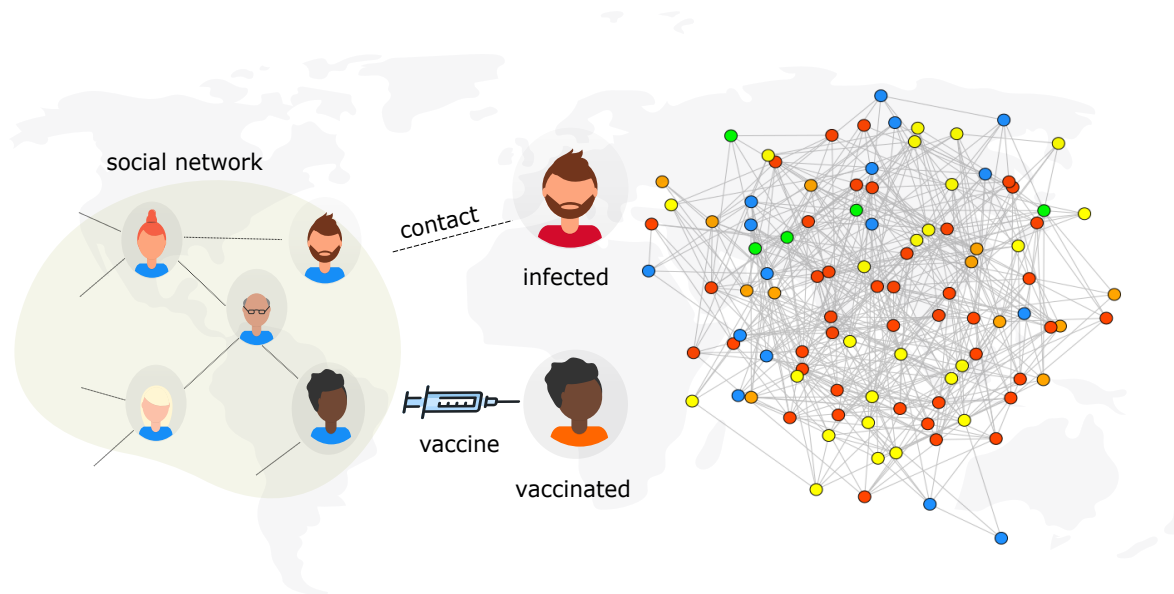 social network
contact
infected
vaccine
vaccinated